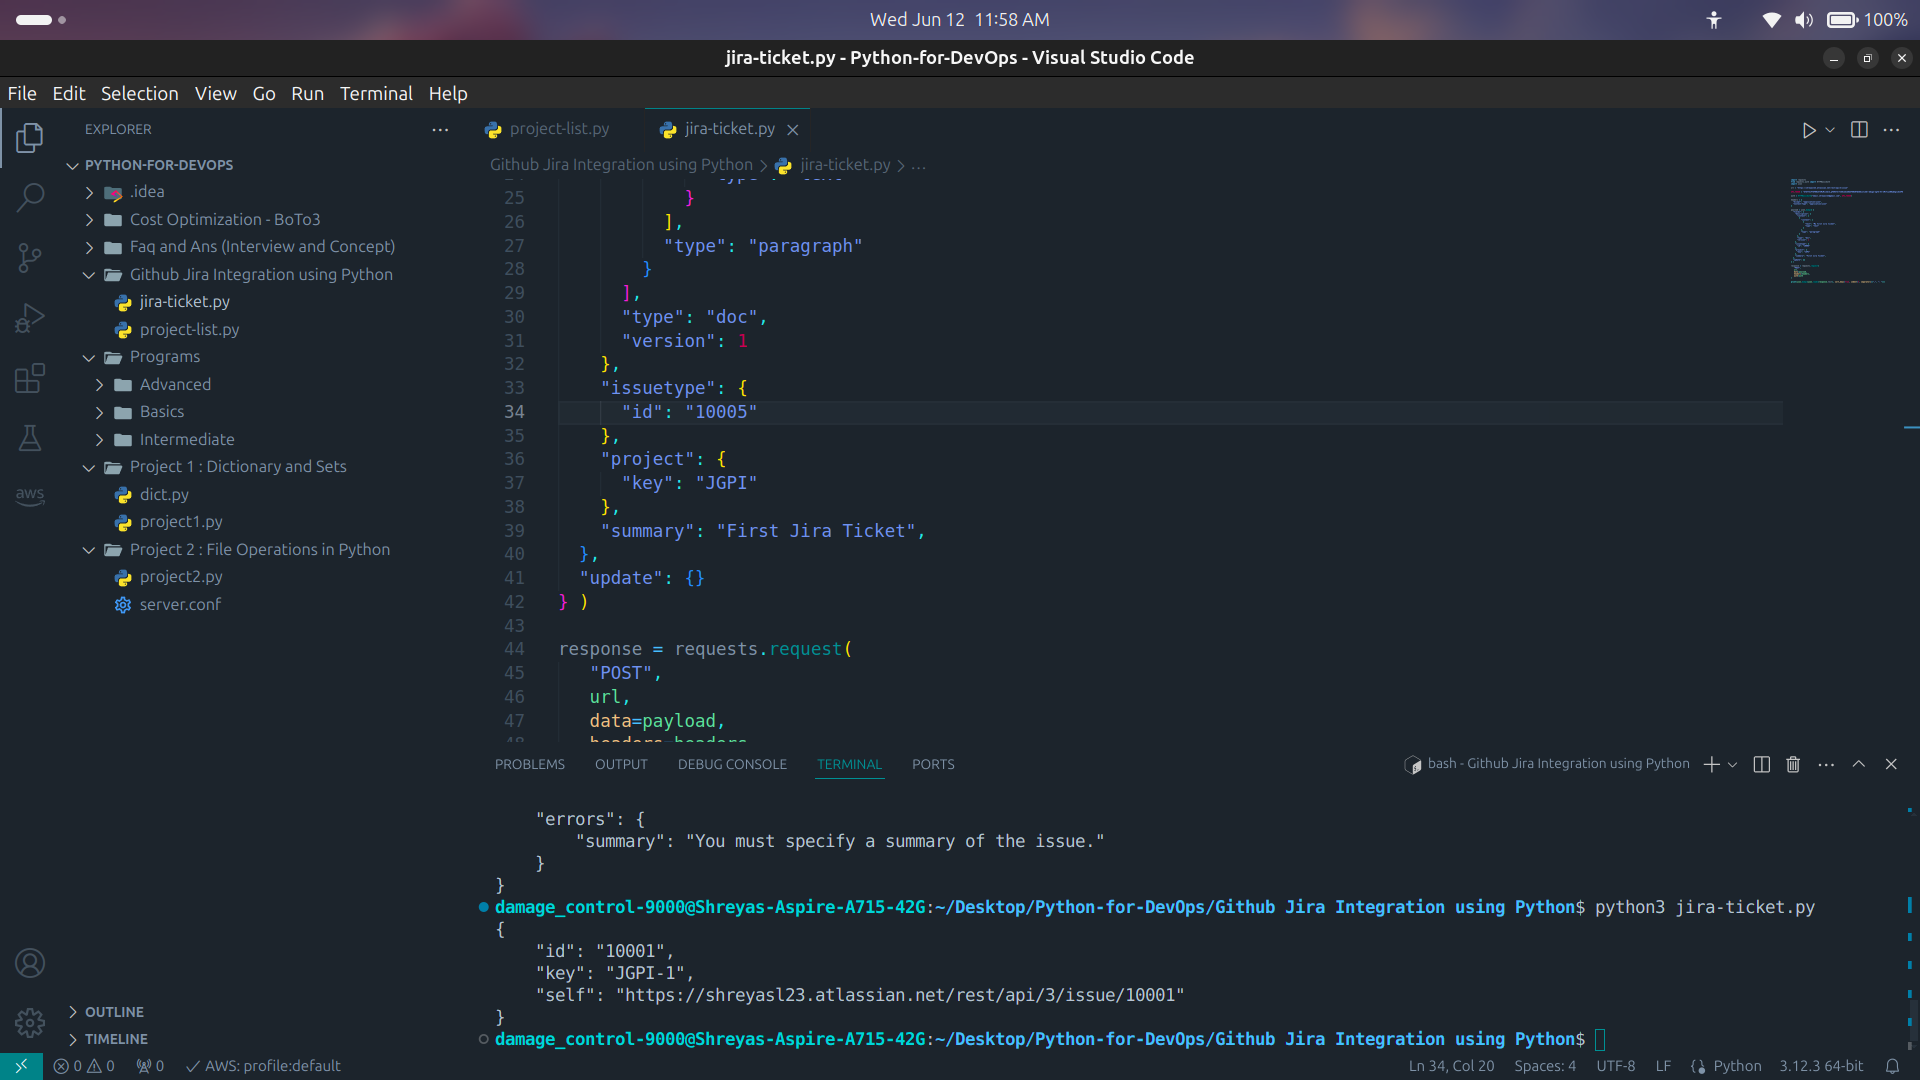 Wed Jun 12 11:58 AM
100%
jira-ticket.py - Python-for-DevOps - Visual Studio Code
File Edit Selection View Go Run Terminal Help
EXPLORER
PYTHON-FOR-DEVOPS
.idea
Cost Optimization - BoTo3
Faq and Ans (Interview and Concept)
Github Jira Integration using Python
jira-ticket.py
project-list.py
Programs
Advanced
Basics
Intermediate
Project 1 : Dictionary and Sets
dict.py
project1.py
Project 2 : File Operations in Python
project2.py
server.conf
OUTLINE
TIMELINE
aws
project-list.py jira-ticket.py
Github Jira Integration using Python > jira-ticket.py > ...
25 }
26 ],
27 "type": "paragraph"
28 }
29 ],
30 "type": "doc",
31 "version": 1
32 },
33 "issuetype": {
34 "id": "10005"
35 },
36 "project": {
37 "key": "JGPI"
38 },
39 "summary": "First Jira Ticket",
40 },
41 "update": {}
42 } )
43
44 response = requests.request(
45 "POST",
46 url,
47 data=payload,
48 headers=headers
PROBLEMS OUTPUT DEBUG CONSOLE TERMINAL PORTS
bash - Github Jira Integration using Python
"errors": {
"summary": "You must specify a summary of the issue."
}
}
damage_control-9000@Shreyas-Aspire-A715-42G:~/Desktop/Python-for-DevOps/Github Jira Integration using Python$ python3 jira-ticket.py
{
"id": "10001",
"key": "JGPI-1",
"self": "https://shreyasl23.atlassian.net/rest/api/3/issue/10001"
}
damage_control-9000@Shreyas-Aspire-A715-42G:~/Desktop/Python-for-DevOps/Github Jira Integration using Python$
0 0 0 AWS: profile:default
Ln 34, Col 20 Spaces: 4 UTF-8 LF Python 3.12.3 64-bit